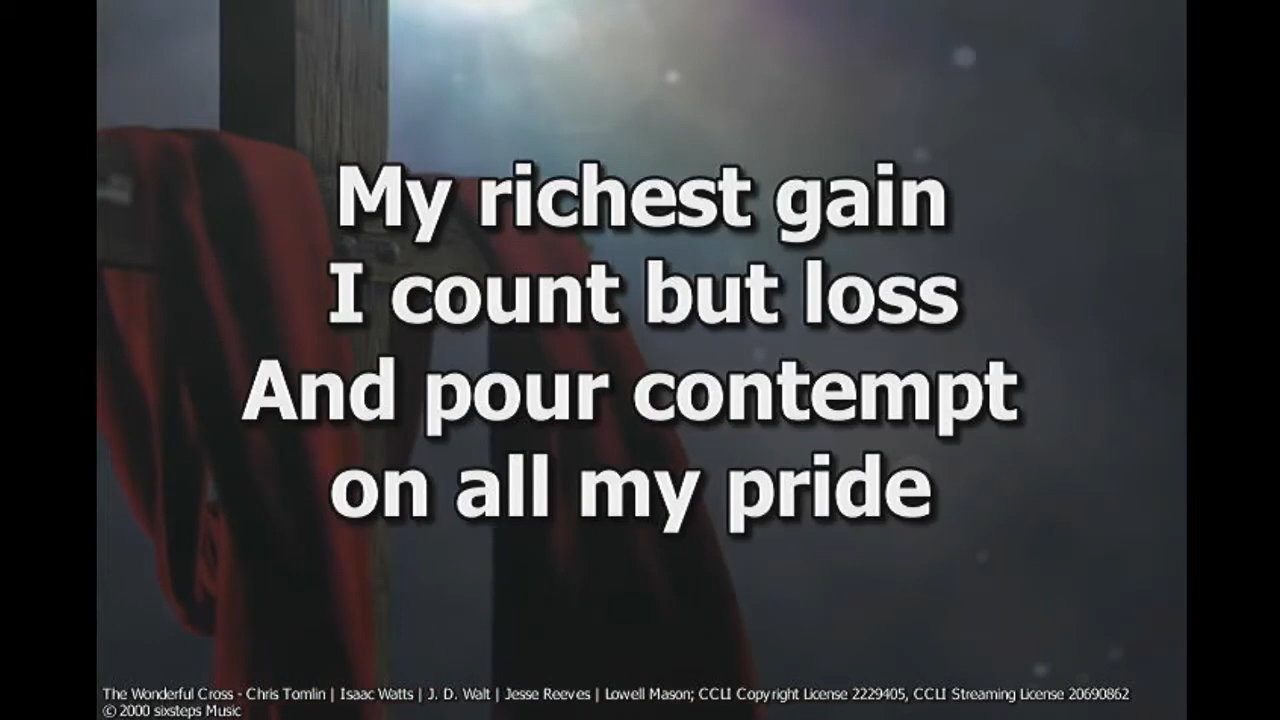 My richest gain
I count but loss
And pour contempt
on all my pride
The Wonderful Cross - Chris Tomlin | Isaac Watts | J. D. Walt | Jesse Reeves | Lowell Mason; CCLI Copyright License 2229405, CCLI Streaming License 20690862
© 2000 sixsteps Music